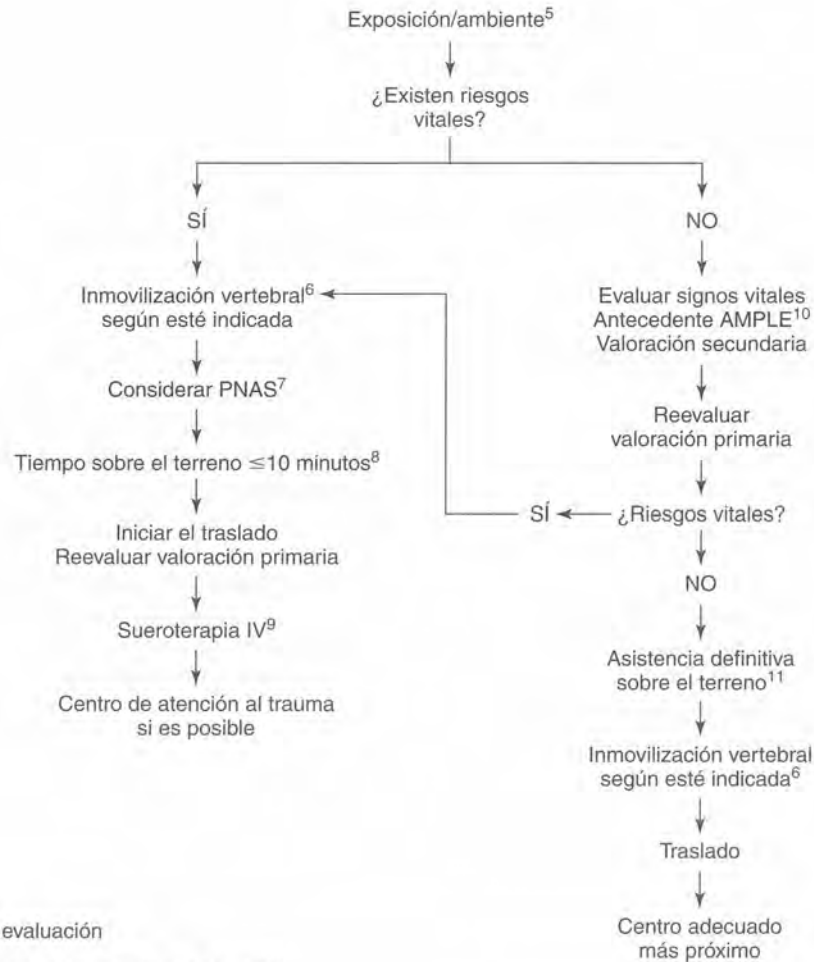 Exposición/ambiente⁵
¿Existen riesgos
vitales?
SÍ
Inmovilización vertebral⁶
según esté indicada
Considerar PNAS⁷
Tiempo sobre el terreno ≤10 minutos⁸
Iniciar el traslado
Reevaluar valoración primaria
Sueroterapia IV⁹
Centro de atención al trauma
si es posible
NO
Evaluar signos vitales
Antecedente AMPLE¹⁰
Valoración secundaria
Reevaluar
valoración primaria
¿Riesgos vitales?
SÍ
NO
Asistencia definitiva
sobre el terreno¹¹
Inmovilización vertebral
según esté indicada⁶
Traslado
Centro adecuado
más próximo
evaluación